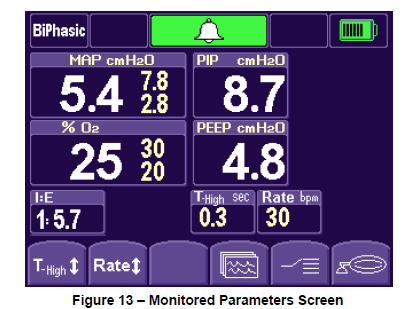 BiPhasic
MAP cmH2O PIP cmH2O
5.4 7.8 2.8 8.7
% O2 PEEP cmH2O
25 30 20 4.8
I:E T-High sec Rate bpm
1:5.7 0.3 30
T-High Rate
Figure 13 – Monitored Parameters Screen